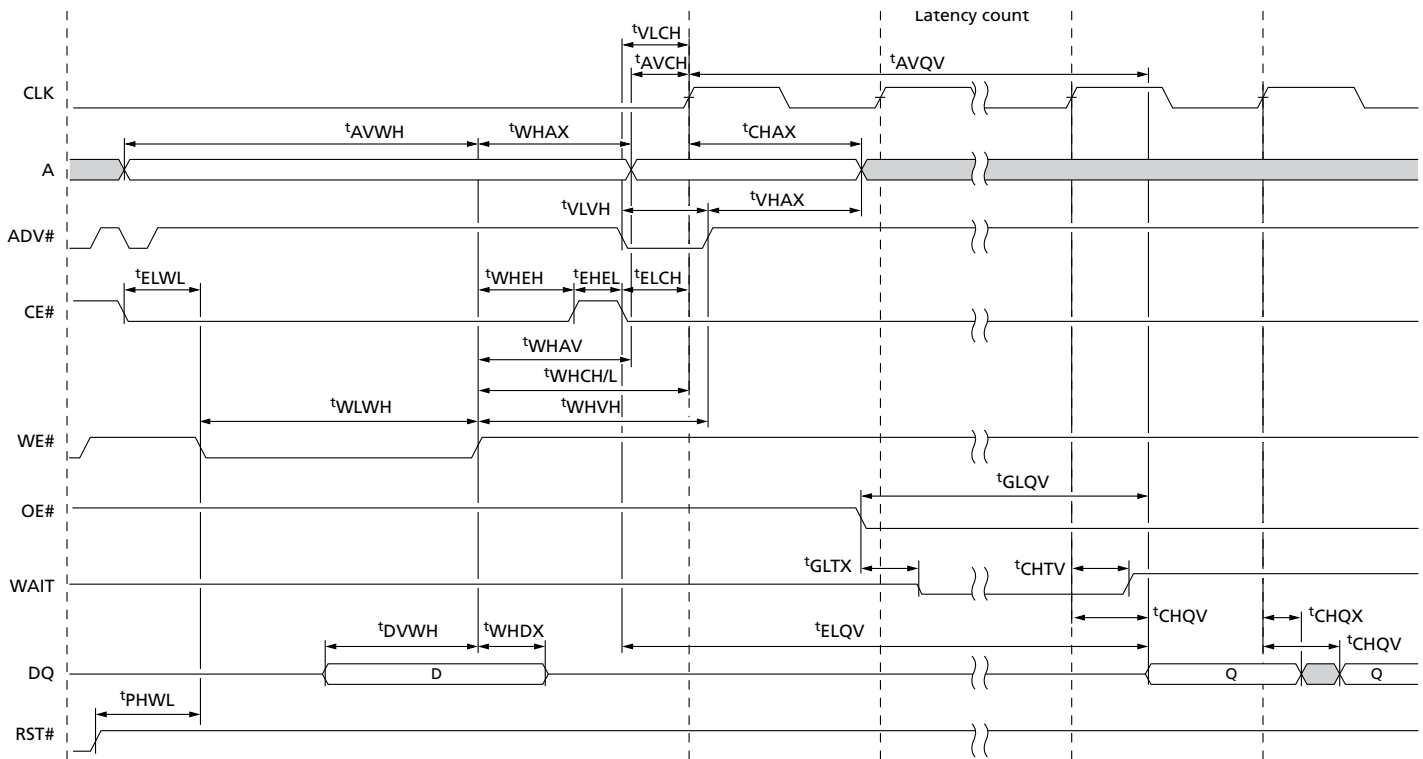 Latency count
tVLCH
tAVCH
tAVQV
CLK
tAVWH
tWHAX
tCHAX
A
tVLVH
tVHAX
ADV#
tELWL
tWHEH
tEHEL
tELCH
CE#
tWHAV
tWHCH/L
tWLWH
tWHVH
WE#
tGLQV
OE#
tGLTX
tCHTV
WAIT
tCHQV
tCHQX
tDVWH
tWHDX
tELQV
tCHQV
DQ
D
Q
Q
tPHWL
RST#